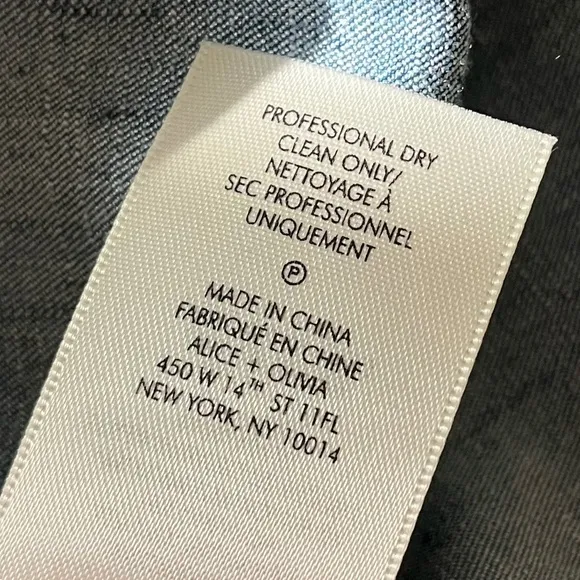 PROFESSIONAL DRY
CLEAN ONLY/
NETTOYAGE À
SEC PROFESSIONNEL
UNIQUEMENT
Ⓟ
MADE IN CHINA
FABRIQUÉ EN CHINE
ALICE + OLIVIA
450 W 14TH ST 11FL
NEW YORK, NY 10014